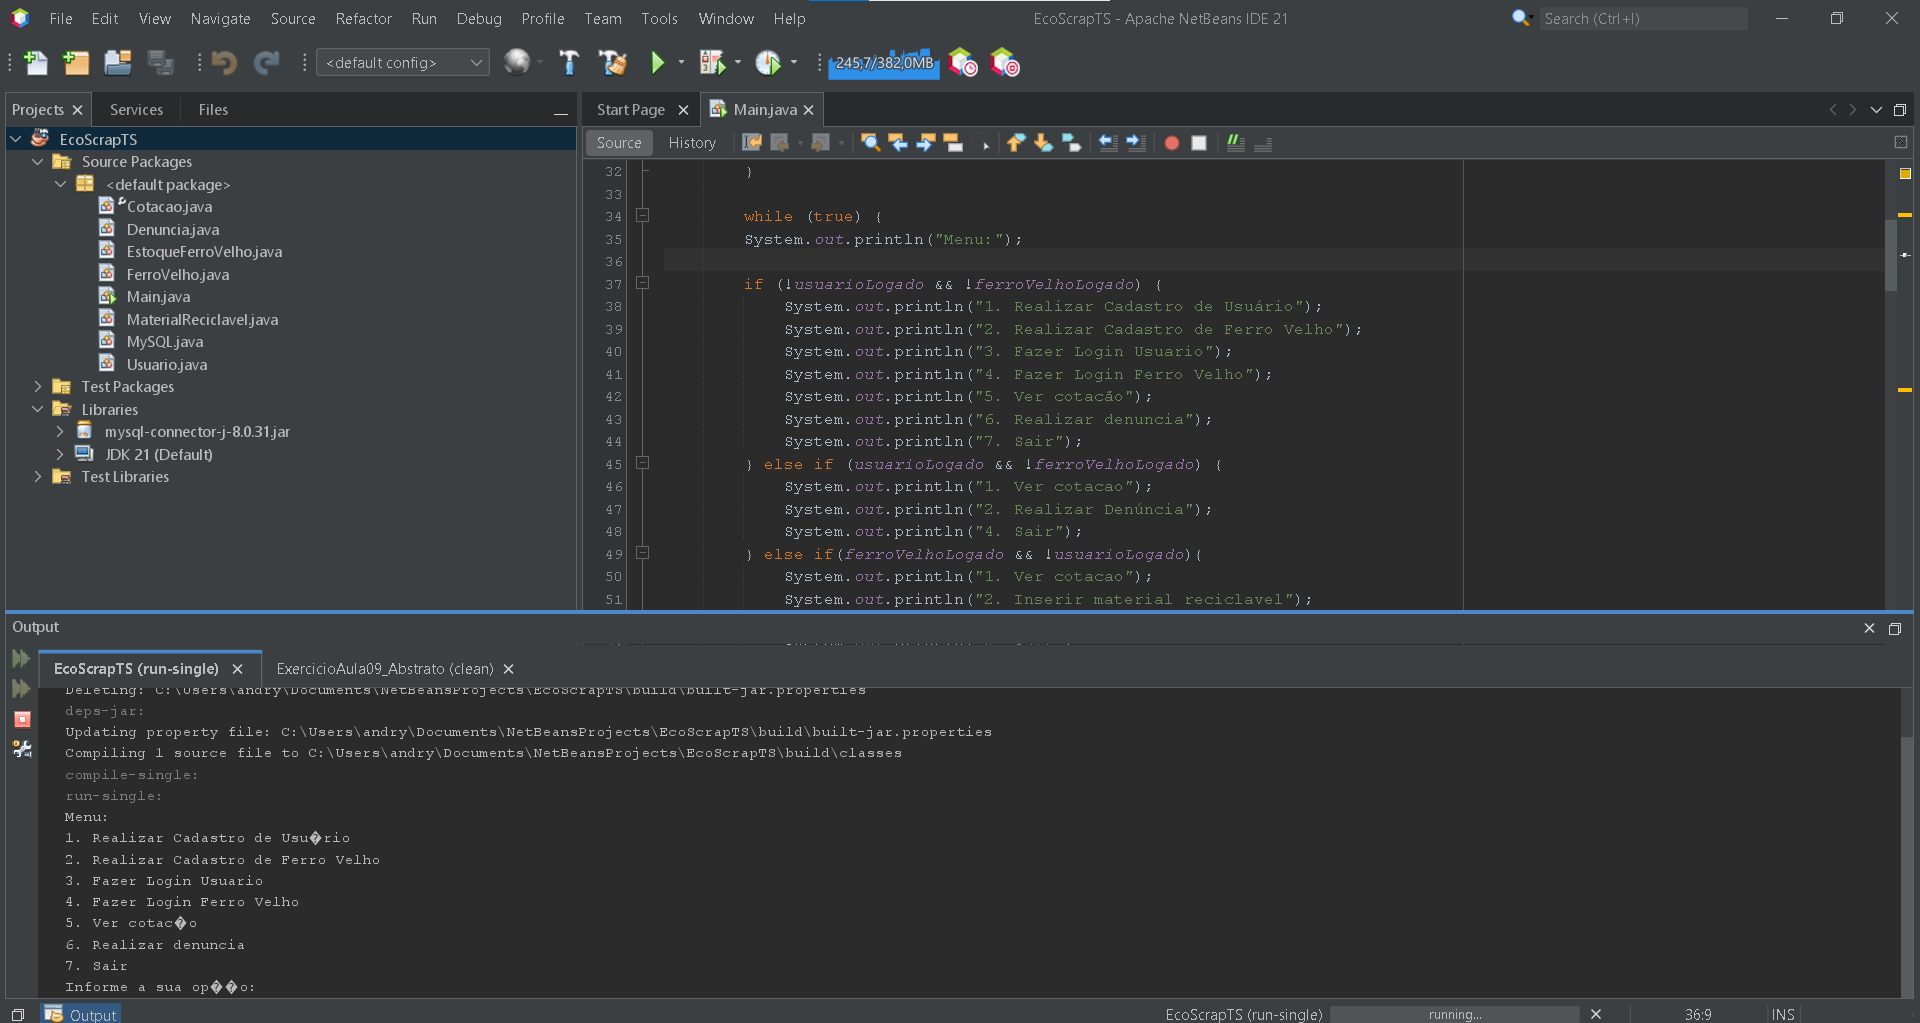 File Edit View Navigate Source Refactor Run Debug Profile Team Tools Window Help EcoScrapTS - Apache NetBeans IDE 21 Search (Ctrl+I)
<default config> 245,7/382,0MB
Projects Services Files
EcoScrapTS
Source Packages
<default package>
Cotacao.java
Denuncia.java
EstoqueFerroVelho.java
FerroVelho.java
Main.java
MaterialReciclavel.java
MySQL.java
Usuario.java
Test Packages
Libraries
mysql-connector-j-8.0.31.jar
JDK 21 (Default)
Test Libraries
Start Page Main.java
Source History
32 }
33
34 while (true) {
35 System.out.println("Menu:");
36
37 if (!usuarioLogado && !ferroVelhoLogado) {
38 System.out.println("1. Realizar Cadastro de Usuário");
39 System.out.println("2. Realizar Cadastro de Ferro Velho");
40 System.out.println("3. Fazer Login Usuario");
41 System.out.println("4. Fazer Login Ferro Velho");
42 System.out.println("5. Ver cotacão");
43 System.out.println("6. Realizar denuncia");
44 System.out.println("7. Sair");
45 } else if (usuarioLogado && !ferroVelhoLogado) {
46 System.out.println("1. Ver cotacao");
47 System.out.println("2. Realizar Denúncia");
48 System.out.println("4. Sair");
49 } else if(ferroVelhoLogado && !usuarioLogado){
50 System.out.println("1. Ver cotacao");
51 System.out.println("2. Inserir material reciclavel");
Output
EcoScrapTS (run-single) ExercicioAula09_Abstrato (clean)
Deleting: C:\Users\andry\Documents\NetBeansProjects\EcoScrapTS\build\built-jar.properties
deps-jar:
Updating property file: C:\Users\andry\Documents\NetBeansProjects\EcoScrapTS\build\built-jar.properties
Compiling 1 source file to C:\Users\andry\Documents\NetBeansProjects\EcoScrapTS\build\classes
compile-single:
run-single:
Menu:
1. Realizar Cadastro de Usu�rio
2. Realizar Cadastro de Ferro Velho
3. Fazer Login Usuario
4. Fazer Login Ferro Velho
5. Ver cotac�o
6. Realizar denuncia
7. Sair
Informe a sua op��o:
Output EcoScrapTS (run-single) running... 36:9 INS